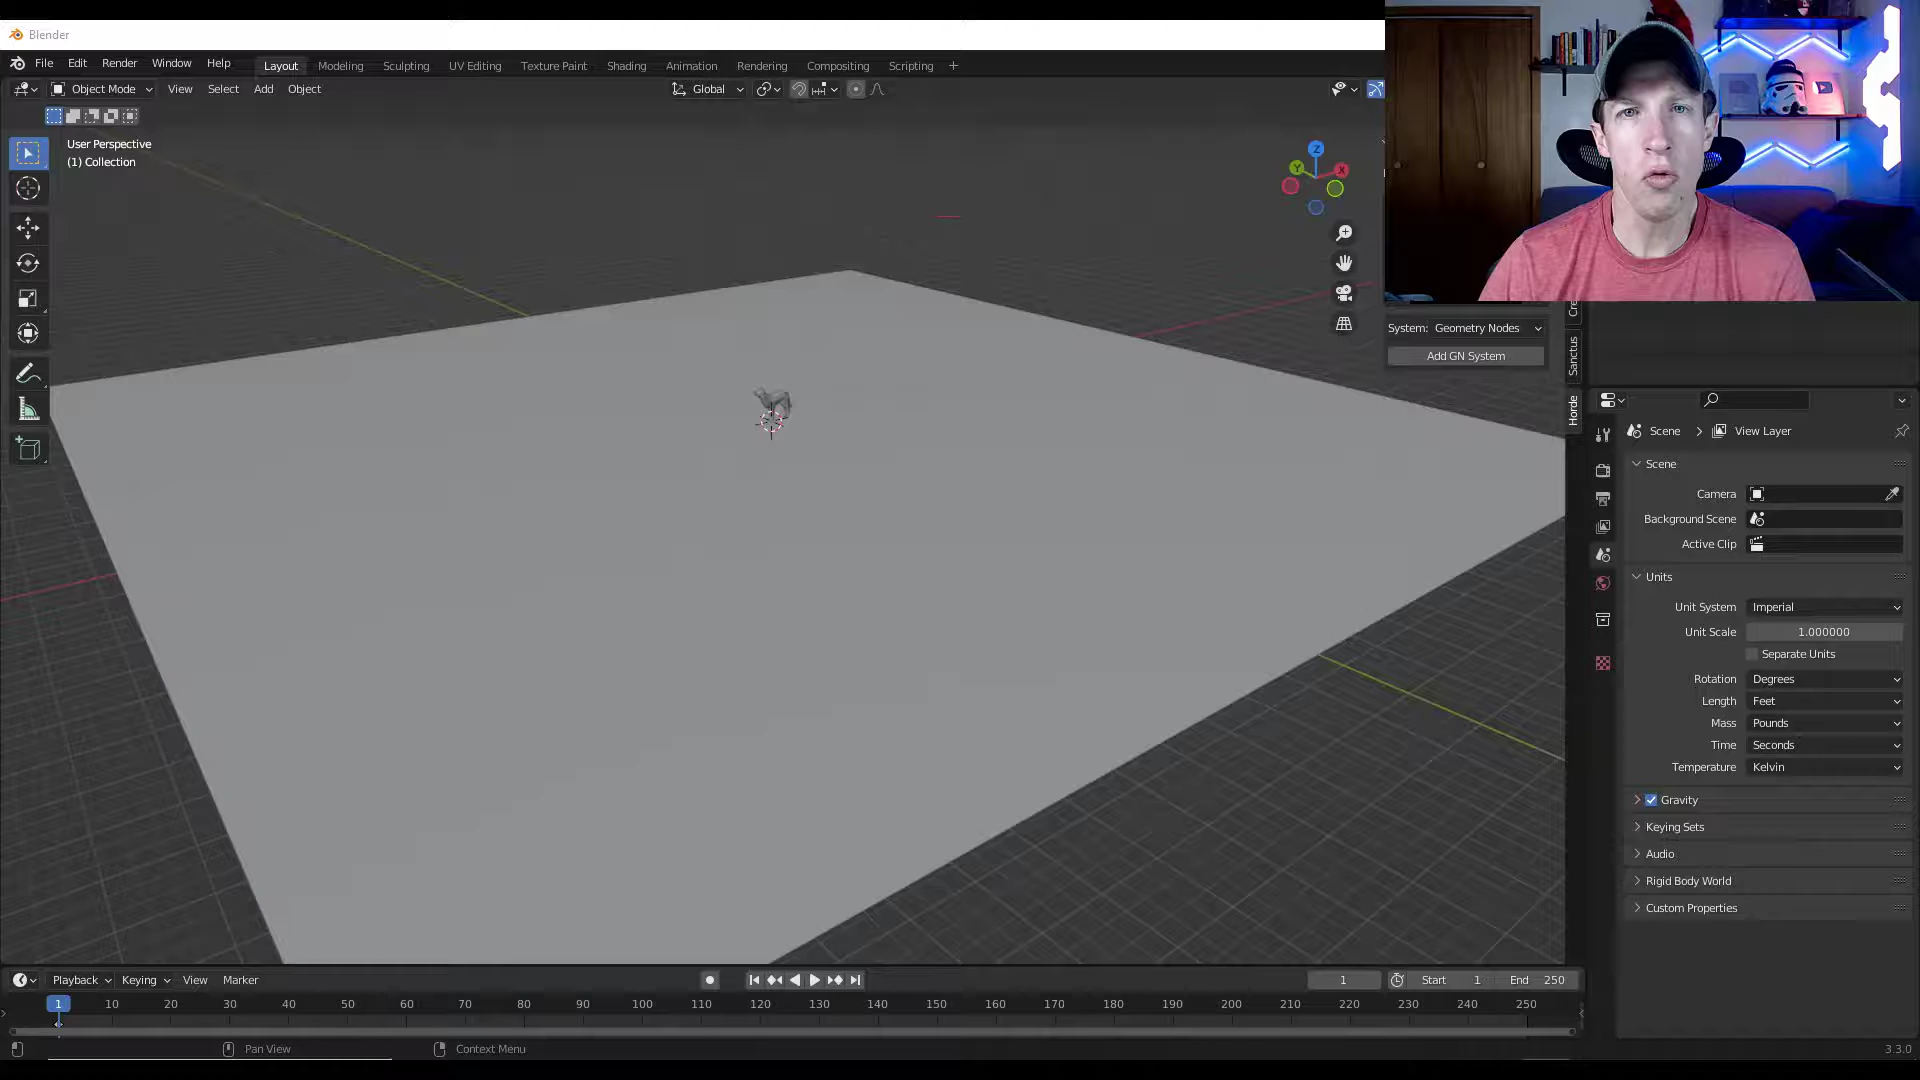 Blender
File Edit Render Window Help Layout Modeling Sculpting UV Editing Texture Paint Shading Animation Rendering Compositing Scripting +
Object Mode View Select Add Object Global
User Perspective
(1) Collection
Z
Y
X
System: Geometry Nodes
Add GN System
Cre
Sanctus
Horde
Scene > View Layer
Scene
Camera
Background Scene
Active Clip
Units
Unit System Imperial
Unit Scale 1.000000
Separate Units
Rotation Degrees
Length Feet
Mass Pounds
Time Seconds
Temperature Kelvin
Gravity
Keying Sets
Audio
Rigid Body World
Custom Properties
Playback Keying View Marker 1 Start 1 End 250
1 10 20 30 40 50 60 70 80 90 100 110 120 130 140 150 160 170 180 190 200 210 220 230 240 250
Pan View Context Menu 3.3.0